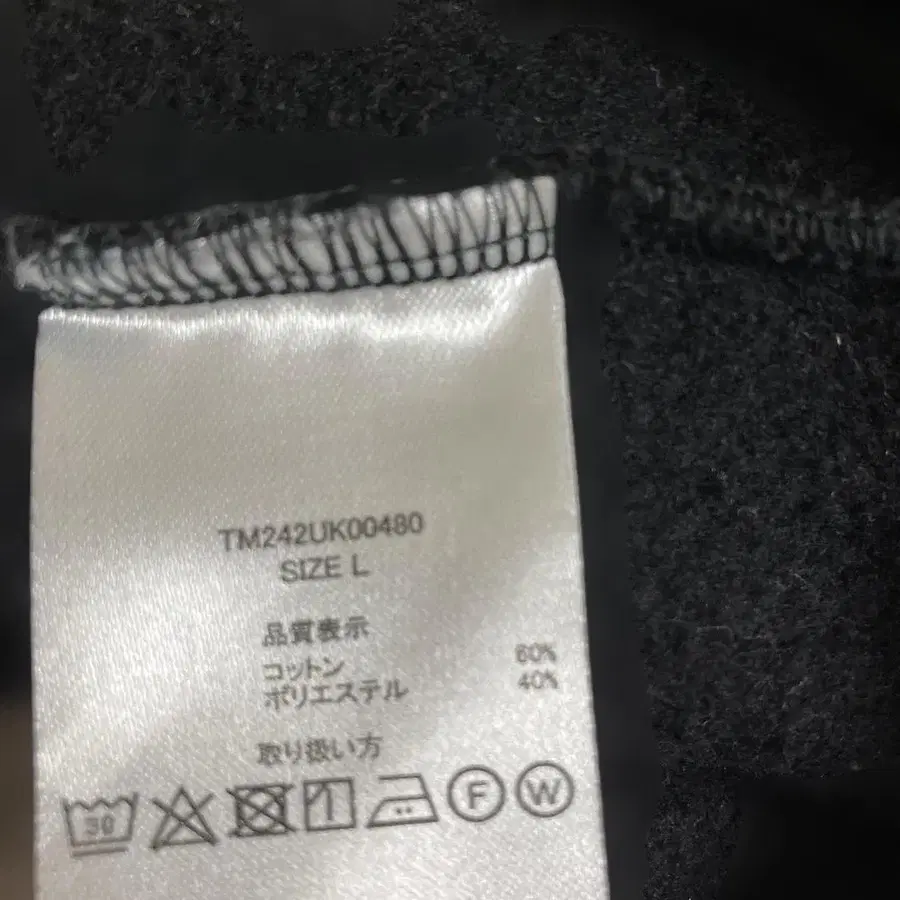 TM242UK00480
SIZE L
品質表示
コットン 60%
ポリエステル 40%
取り扱い方
30 F W